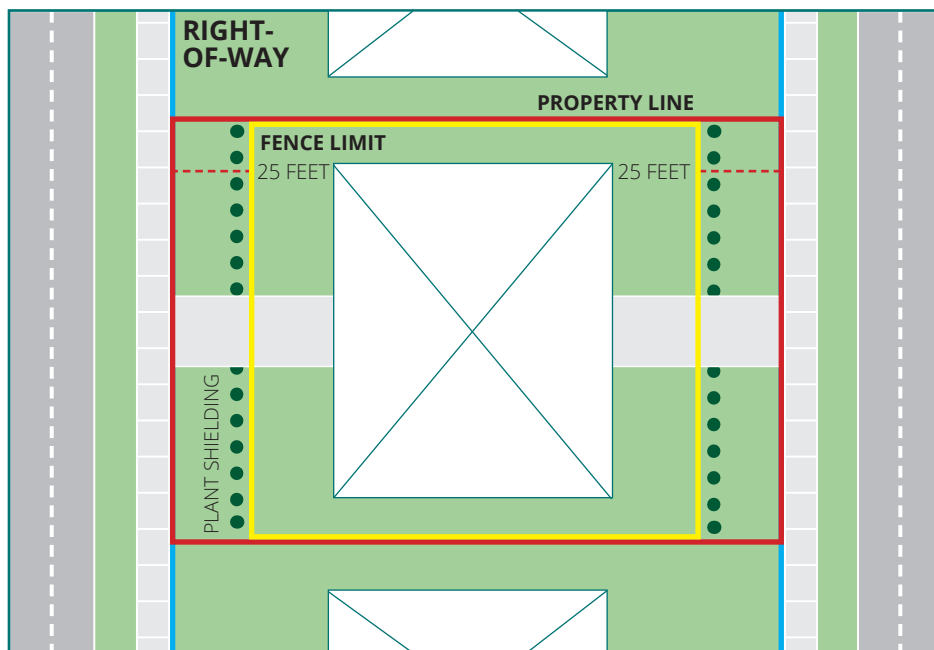 RIGHT-
OF-WAY
PROPERTY LINE
FENCE LIMIT
25 FEET
25 FEET
PLANT SHIELDING